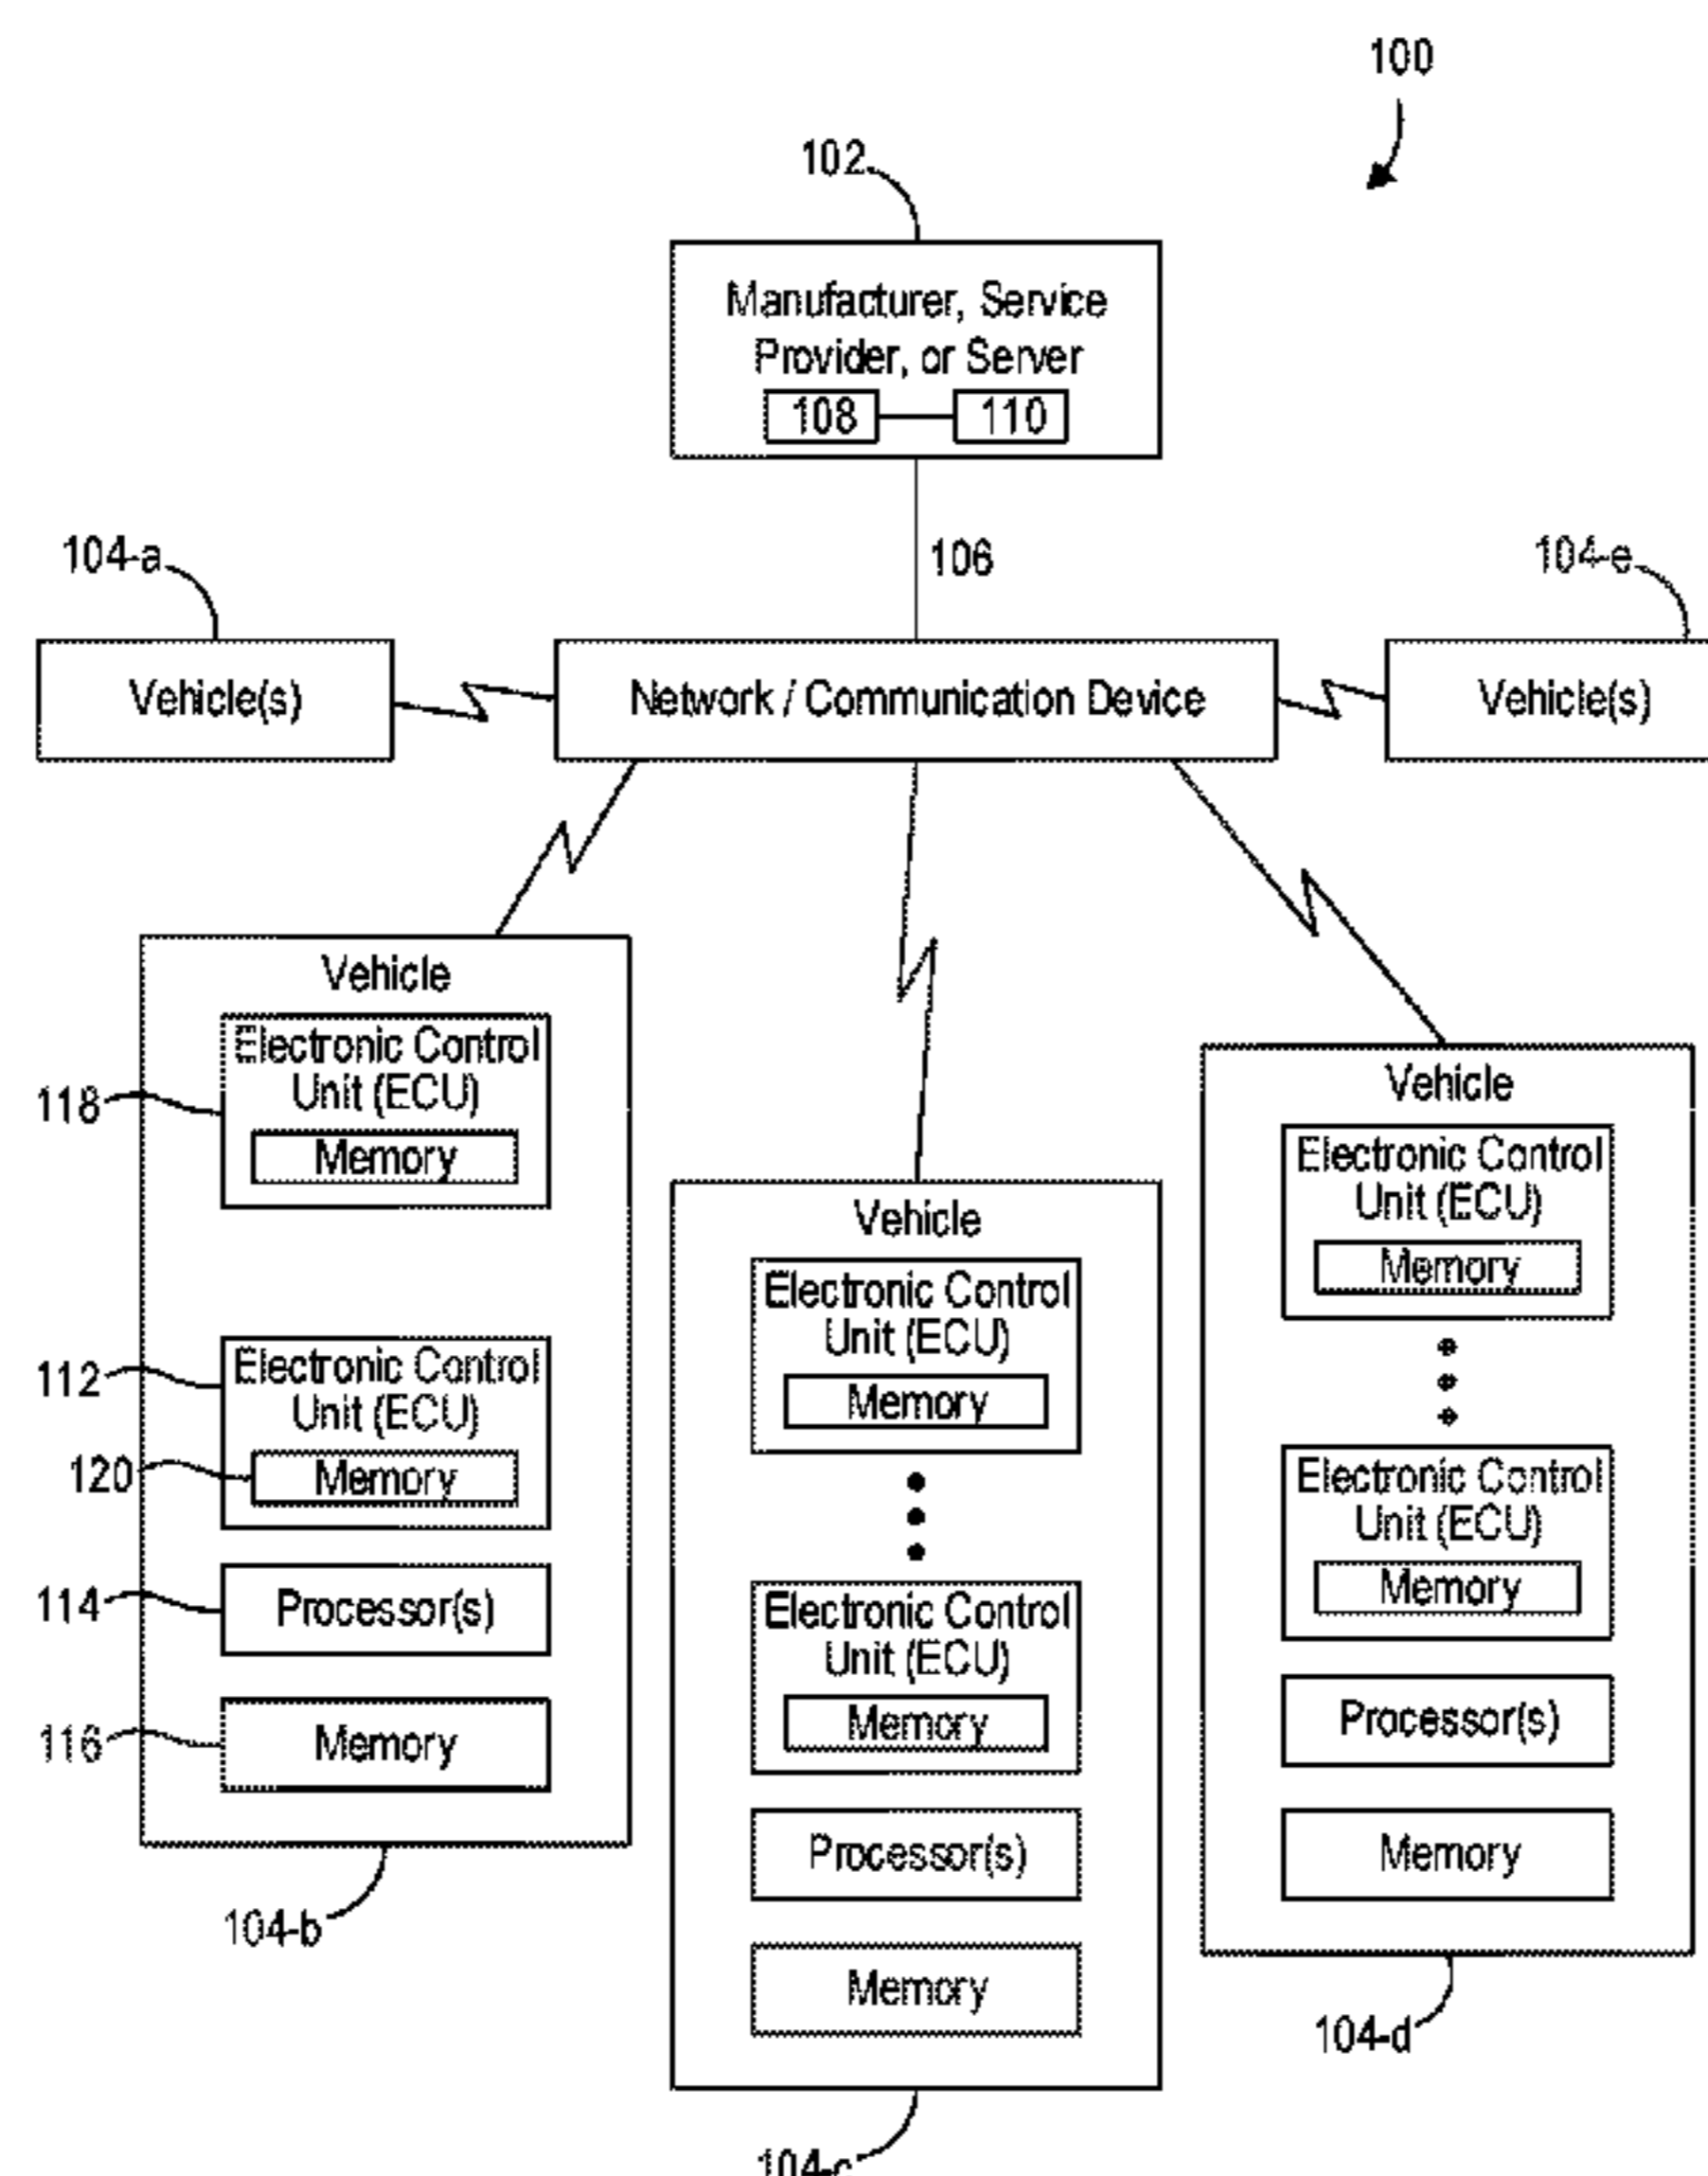 100
102
Manufacturer, Service
Provider, or Server
108
110
106
104-a
104-e
Vehicle(s)
Network / Communication Device
Vehicle(s)
Vehicle
Electronic Control
Unit (ECU)
Memory
118
Electronic Control
Unit (ECU)
Memory
112
120
Processor(s)
114
Memory
116
104-b
Vehicle
Electronic Control
Unit (ECU)
Memory
Electronic Control
Unit (ECU)
Memory
Processor(s)
Memory
104-c
Vehicle
Electronic Control
Unit (ECU)
Memory
Electronic Control
Unit (ECU)
Memory
Processor(s)
Memory
104-d